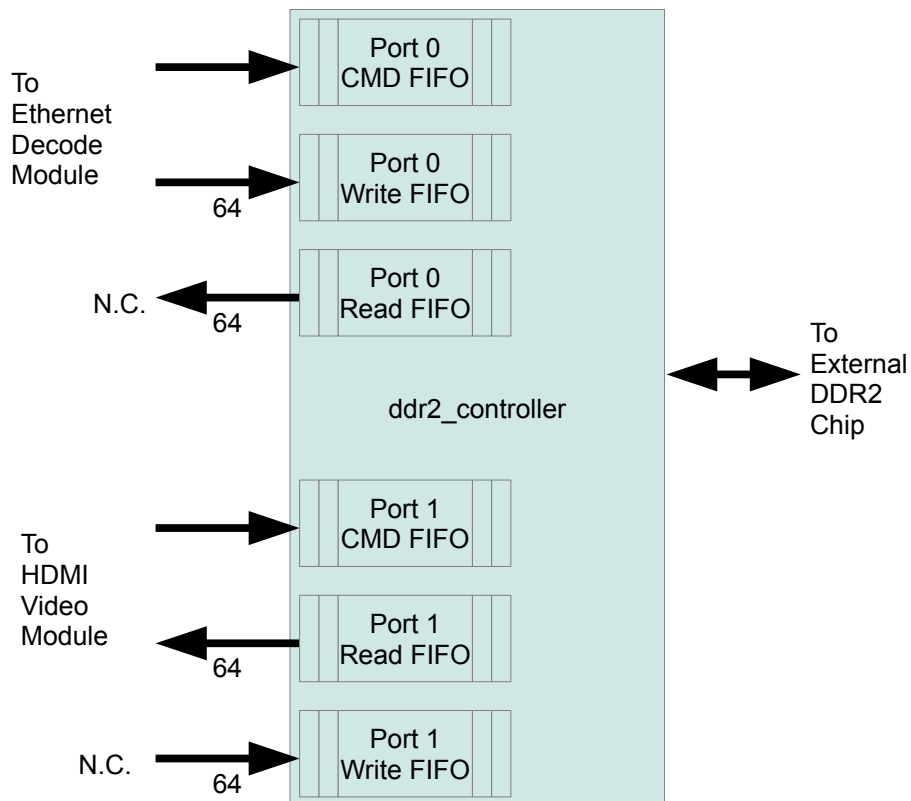 To
Ethernet
Decode
Module
Port 0
CMD FIFO
Port 0
Write FIFO
64
Port 0
Read FIFO
N.C.
64
ddr2_controller
To
External
DDR2
Chip
To
HDMI
Video
Module
Port 1
CMD FIFO
Port 1
Read FIFO
64
Port 1
Write FIFO
N.C.
64